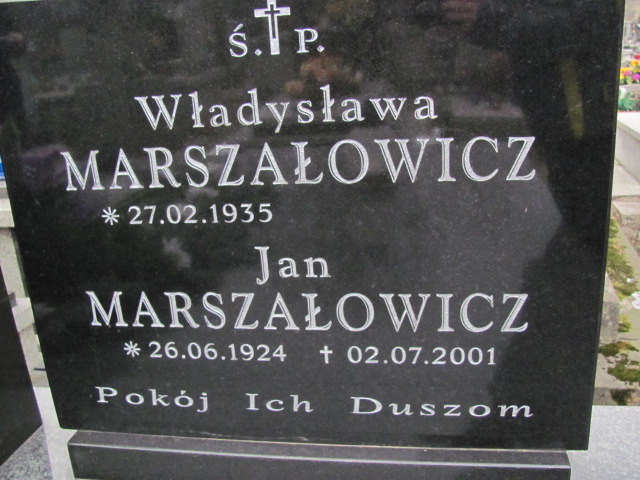 Ś. P.
Władysława
MARSZAŁOWICZ
* 27.02.1935
Jan
MARSZAŁOWICZ
* 26.06.1924 † 02.07.2001
Pokój Ich Duszom